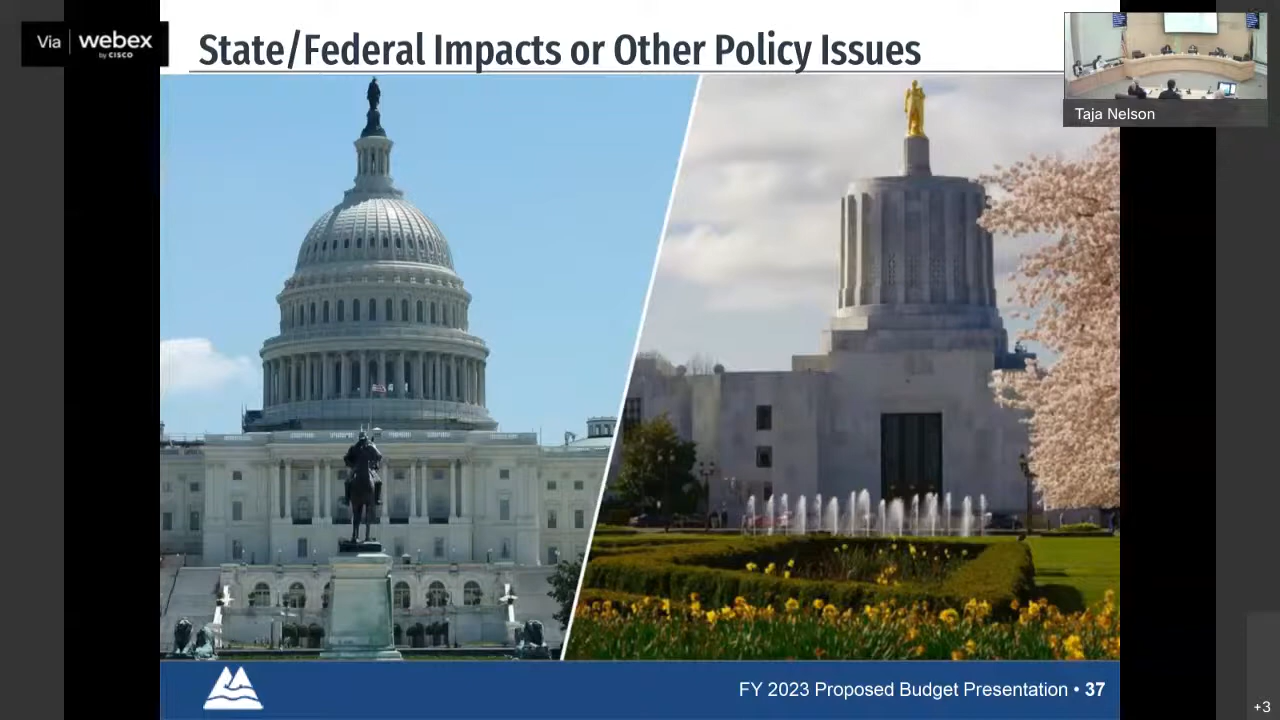 Via webex
by CISCO
State/Federal Impacts or Other Policy Issues
Taja Nelson
FY 2023 Proposed Budget Presentation • 37
+3